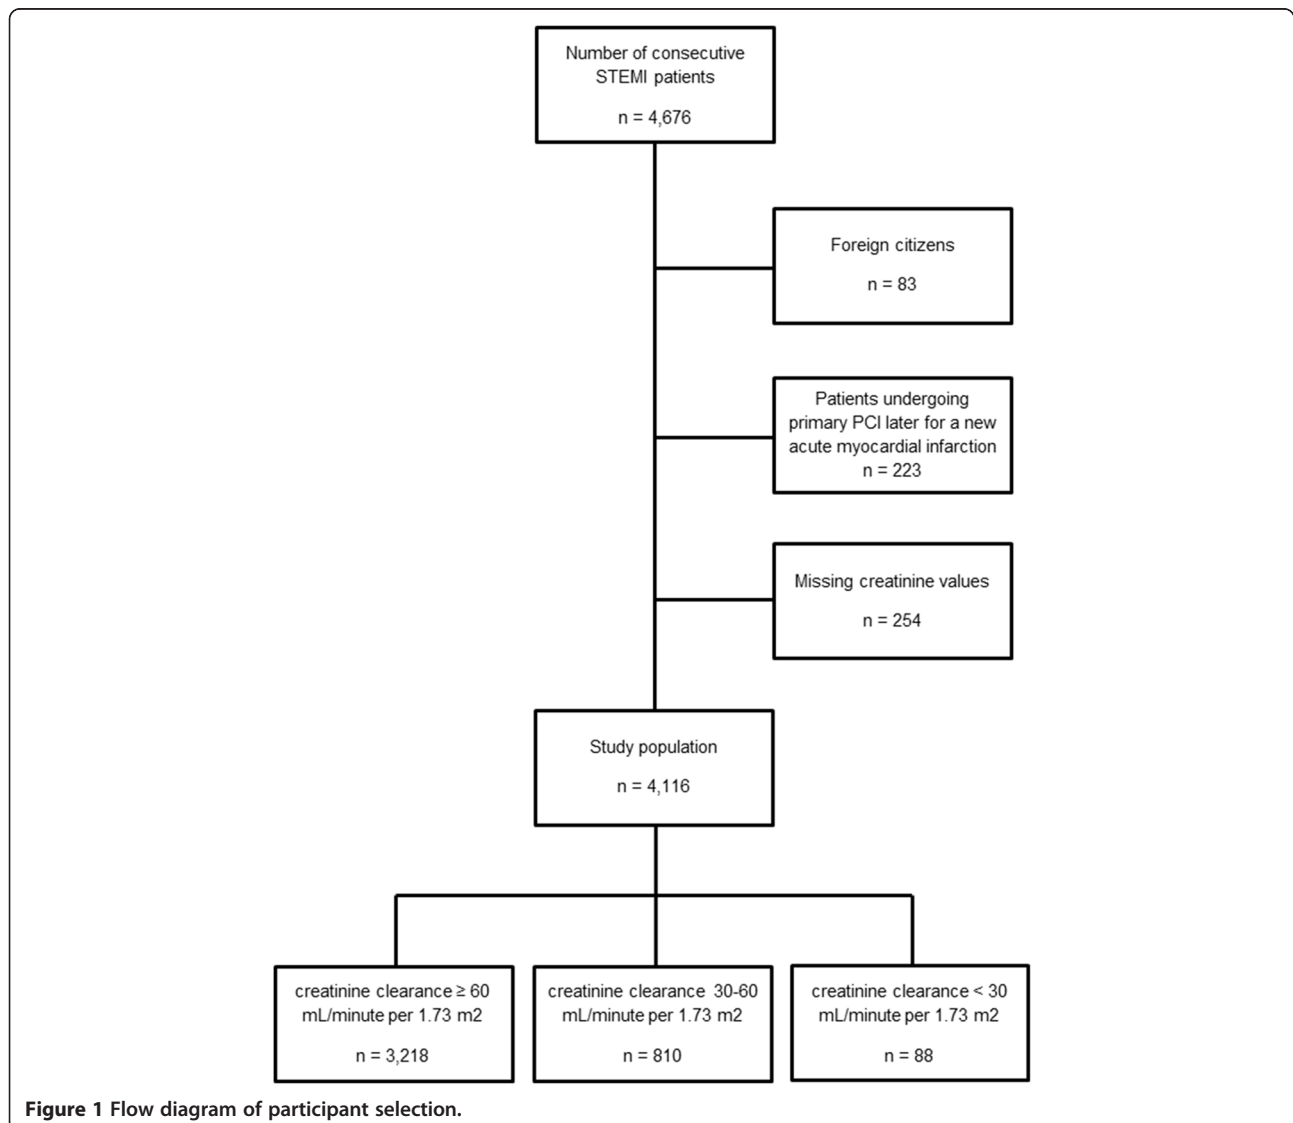 Number of consecutive
STEMI patients
n = 4,676
Foreign citizens
n = 83
Patients undergoing
primary PCI later for a new
acute myocardial infarction
n = 223
Missing creatinine values
n = 254
Study population
n = 4,116
creatinine clearance ≥ 60
mL/minute per 1.73 m2
n = 3,218
creatinine clearance 30-60
mL/minute per 1.73 m2
n = 810
creatinine clearance < 30
mL/minute per 1.73 m2
n = 88
Figure 1 Flow diagram of participant selection.